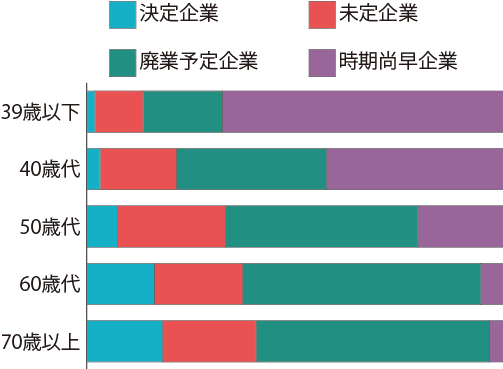 決定企業
未定企業
廃業予定企業
時期尚早企業
39歳以下
40歳代
50歳代
60歳代
70歳以上